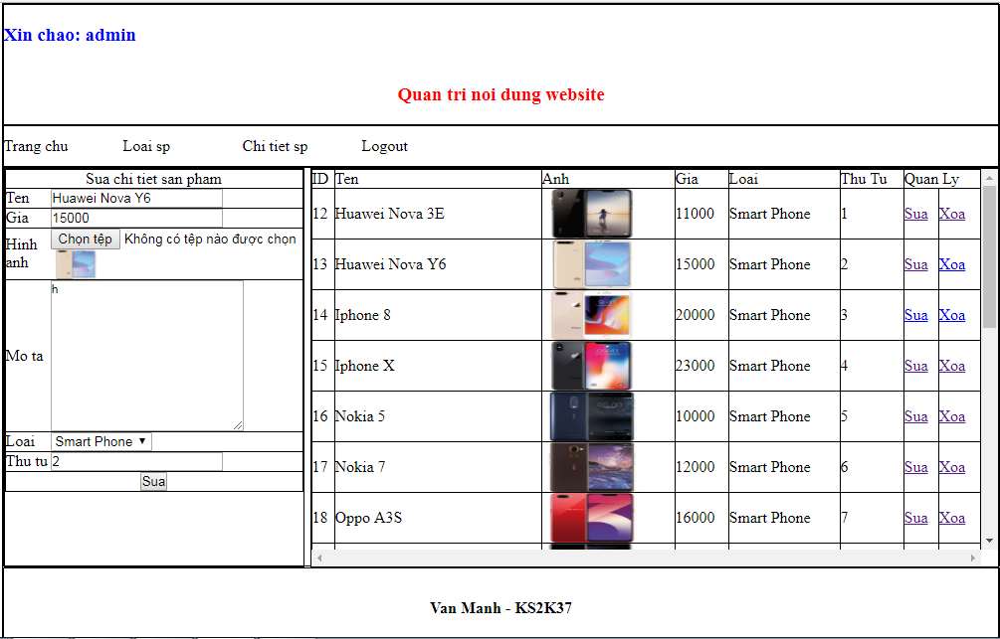 Xin chao: admin
Quan tri noi dung website
Trang chu Loai sp Chi tiet sp Logout
Sua chi tiet san pham
Ten Huawei Nova Y6
Gia 15000
Hinh anh Chọn tệp Không có tệp nào được chọn
Mo ta h
Loai Smart Phone
Thu tu 2
Sua
ID Ten Anh Gia Loai Thu Tu Quan Ly
12 Huawei Nova 3E 11000 Smart Phone 1 Sua Xoa
13 Huawei Nova Y6 15000 Smart Phone 2 Sua Xoa
14 Iphone 8 20000 Smart Phone 3 Sua Xoa
15 Iphone X 23000 Smart Phone 4 Sua Xoa
16 Nokia 5 10000 Smart Phone 5 Sua Xoa
17 Nokia 7 12000 Smart Phone 6 Sua Xoa
18 Oppo A3S 16000 Smart Phone 7 Sua Xoa
Van Manh - KS2K37